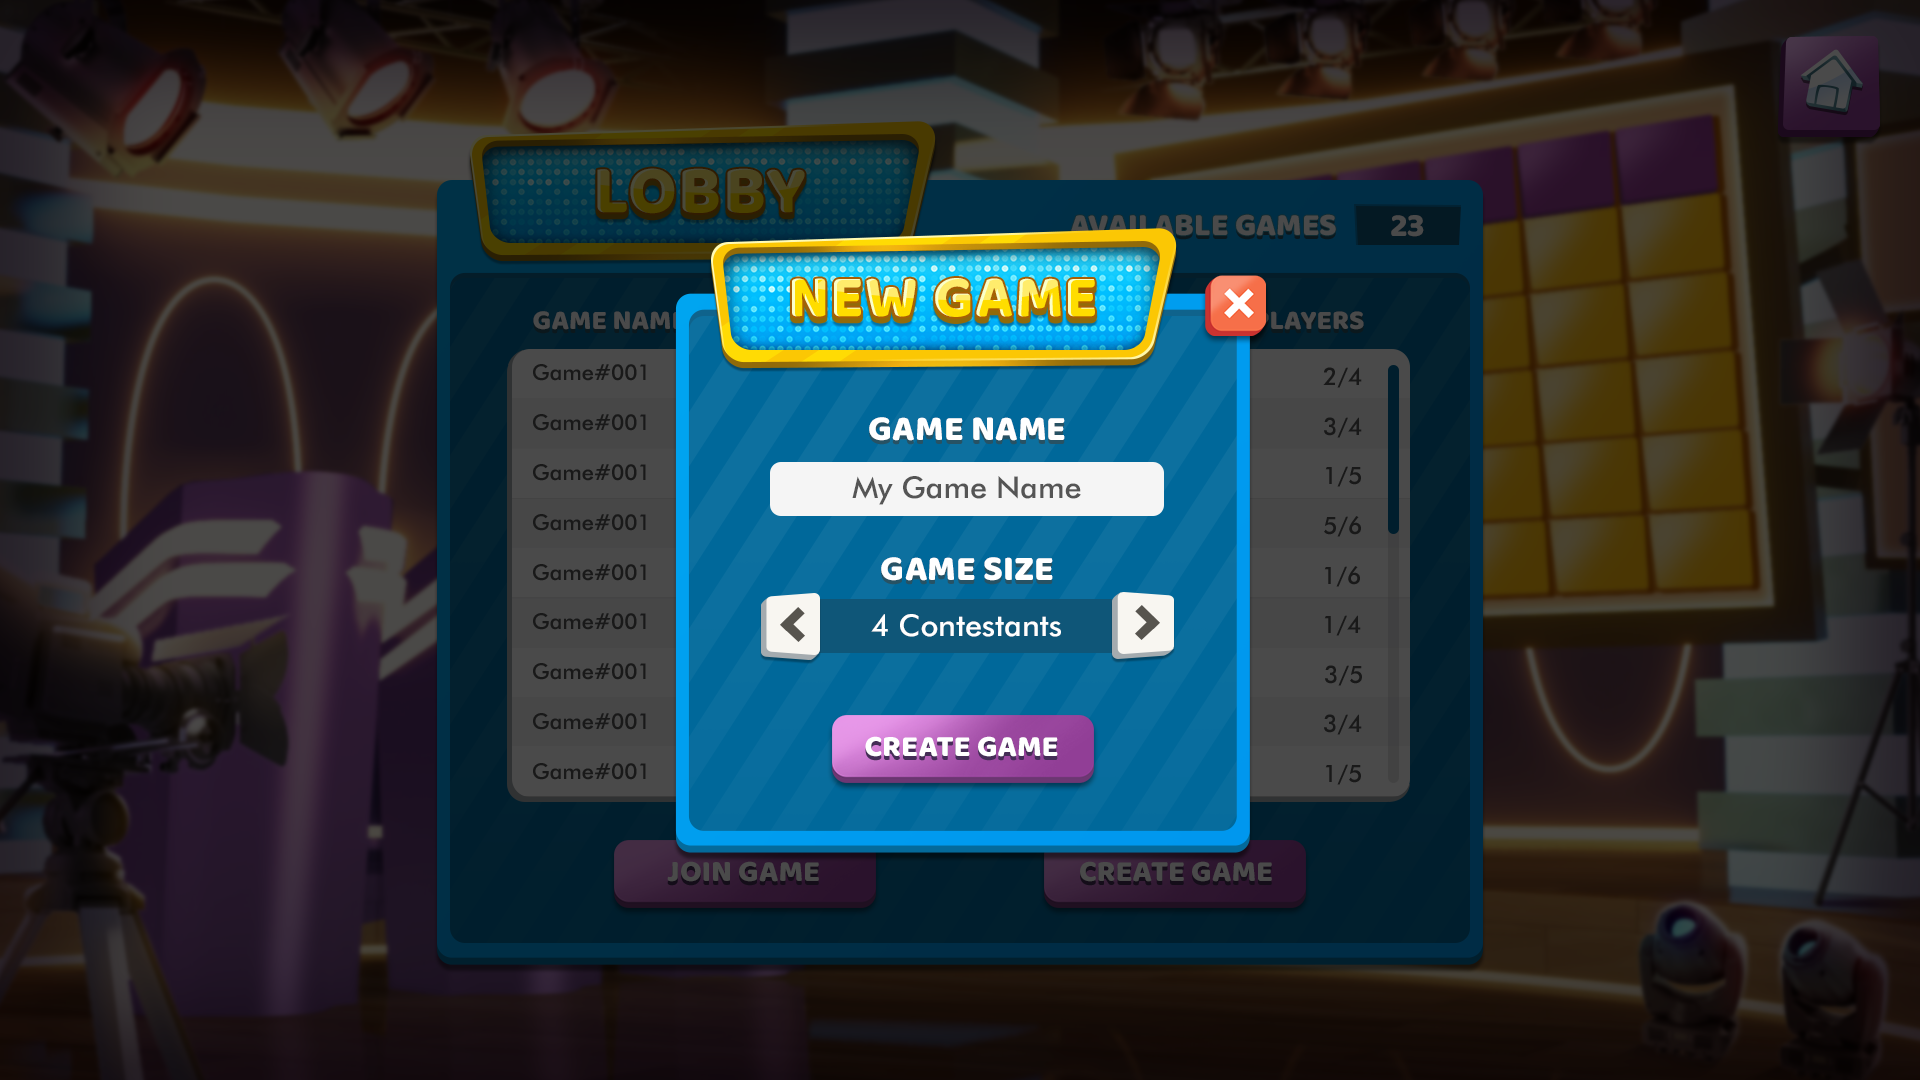 LOBBY
AVAILABLE GAMES 23
NEW GAME
GAME NAM
LAYERS
Game#001 2/4
Game#001 3/4
Game#001 1/5
Game#001 5/6
Game#001 1/6
Game#001 1/4
Game#001 3/5
Game#001 3/4
Game#001 1/5
GAME NAME
My Game Name
GAME SIZE
4 Contestants
CREATE GAME
JOIN GAME
CREATE GAME